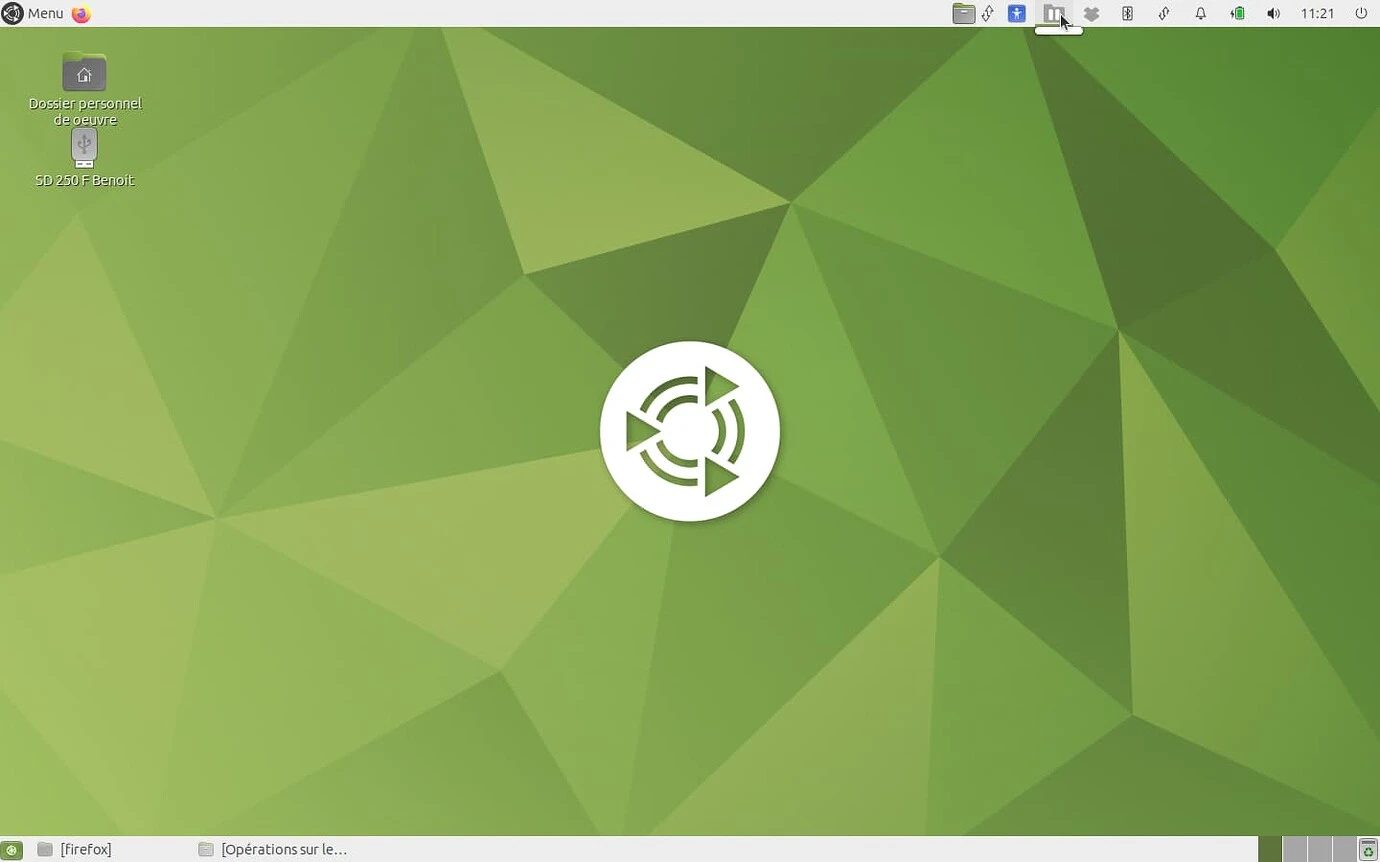 Menu
11:21
Dossier personnel
de oeuvre
SD 250 F Benoit
[firefox]
[Opérations sur le…